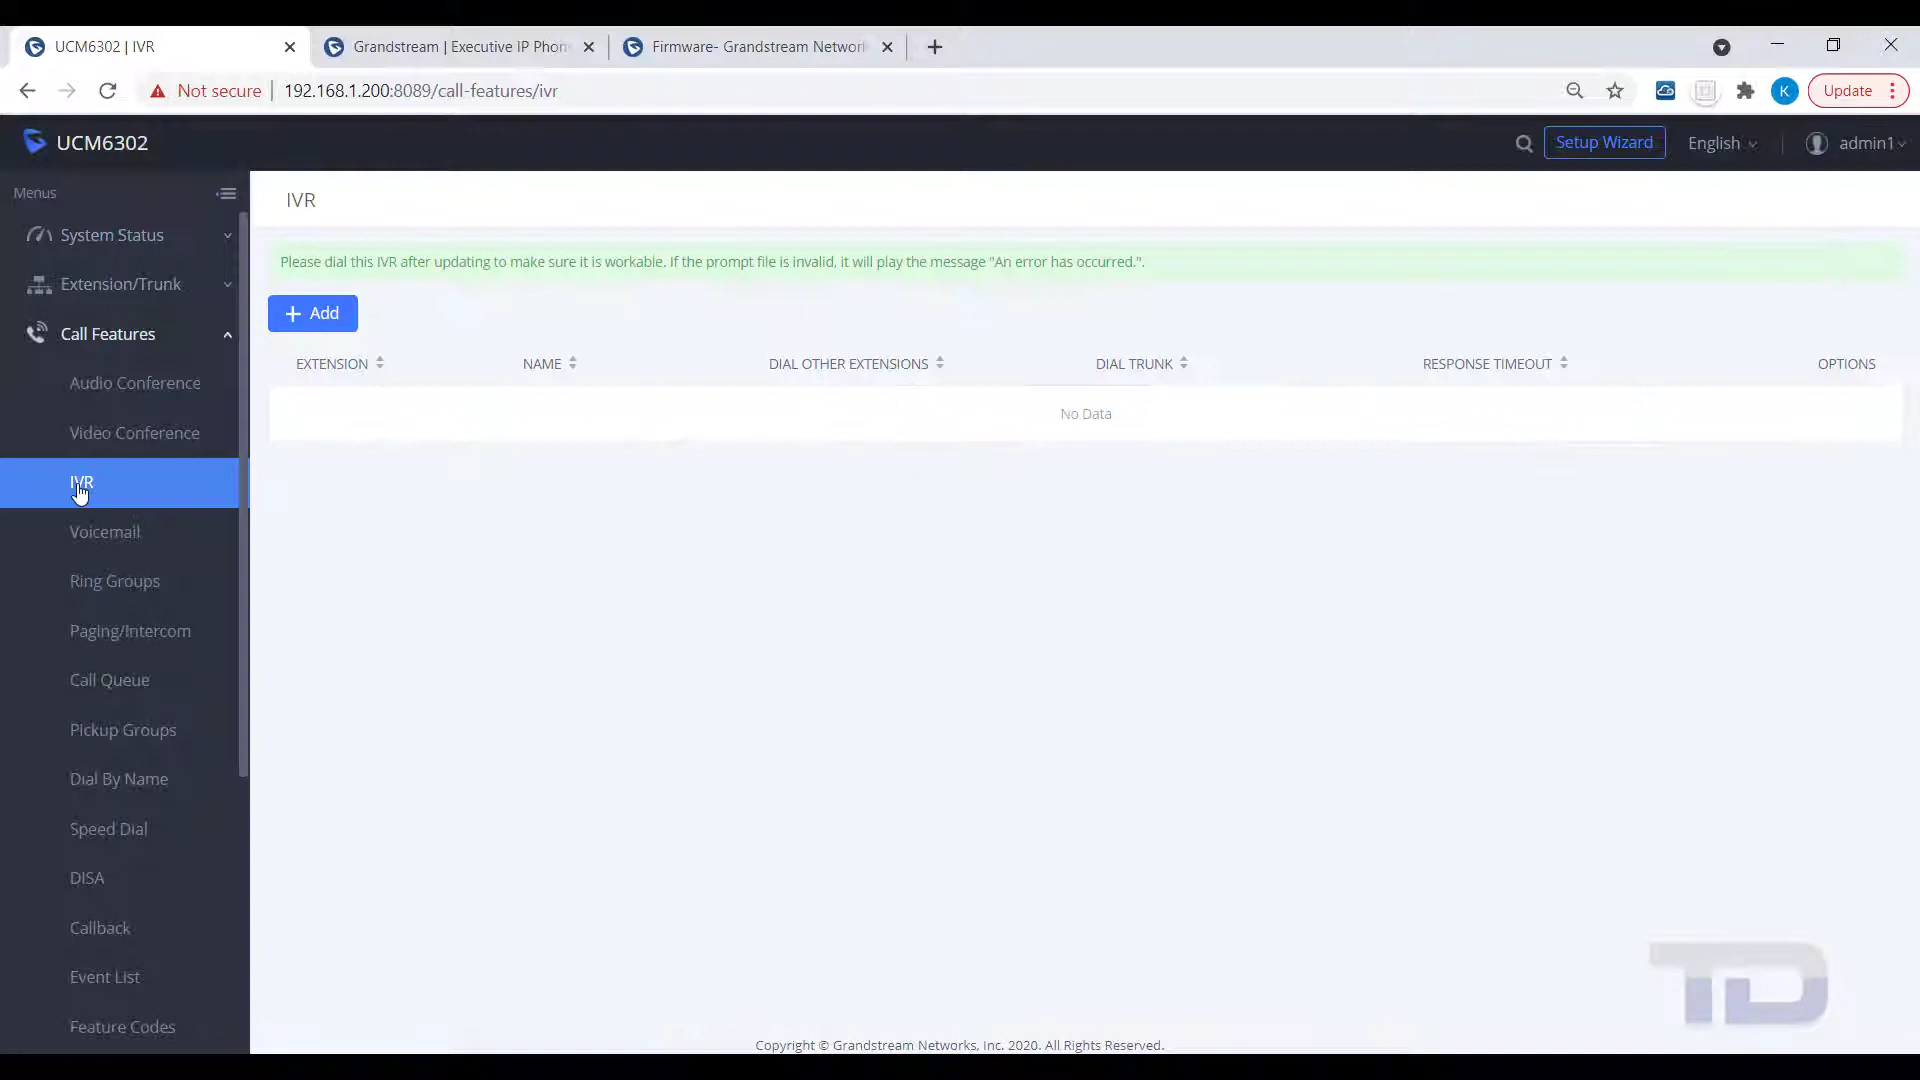 UCM6302 | IVR
Grandstream | Executive IP Phon
Firmware- Grandstream Networ
Not secure
192.168.1.200:8089/call-features/ivr
K
Update
UCM6302
Setup Wizard
English
admin1
Menus
System Status
Extension/Trunk
Call Features
Audio Conference
Video Conference
IVR
Voicemail
Ring Groups
Paging/Intercom
Call Queue
Pickup Groups
Dial By Name
Speed Dial
DISA
Callback
Event List
Feature Codes
IVR
Please dial this IVR after updating to make sure it is workable. If the prompt file is invalid, it will play the message "An error has occurred.".
+ Add
EXTENSION NAME DIAL OTHER EXTENSIONS DIAL TRUNK RESPONSE TIMEOUT OPTIONS
No Data
TD
Copyright © Grandstream Networks, Inc. 2020. All Rights Reserved.